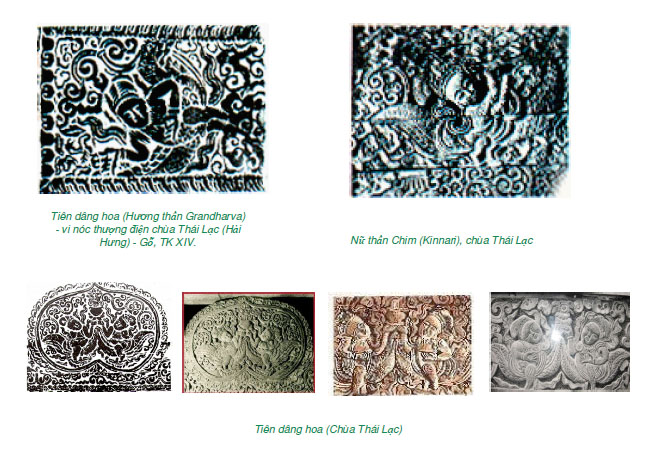 Tiên dâng hoa (Hương thần Grandharva)
- vì nóc thượng điện chùa Thái Lạc (Hải
Hưng) - Gỗ, TK XIV.
Nữ thần Chim (Kinnari), chùa Thái Lạc
Tiên dâng hoa (Chùa Thái Lạc)